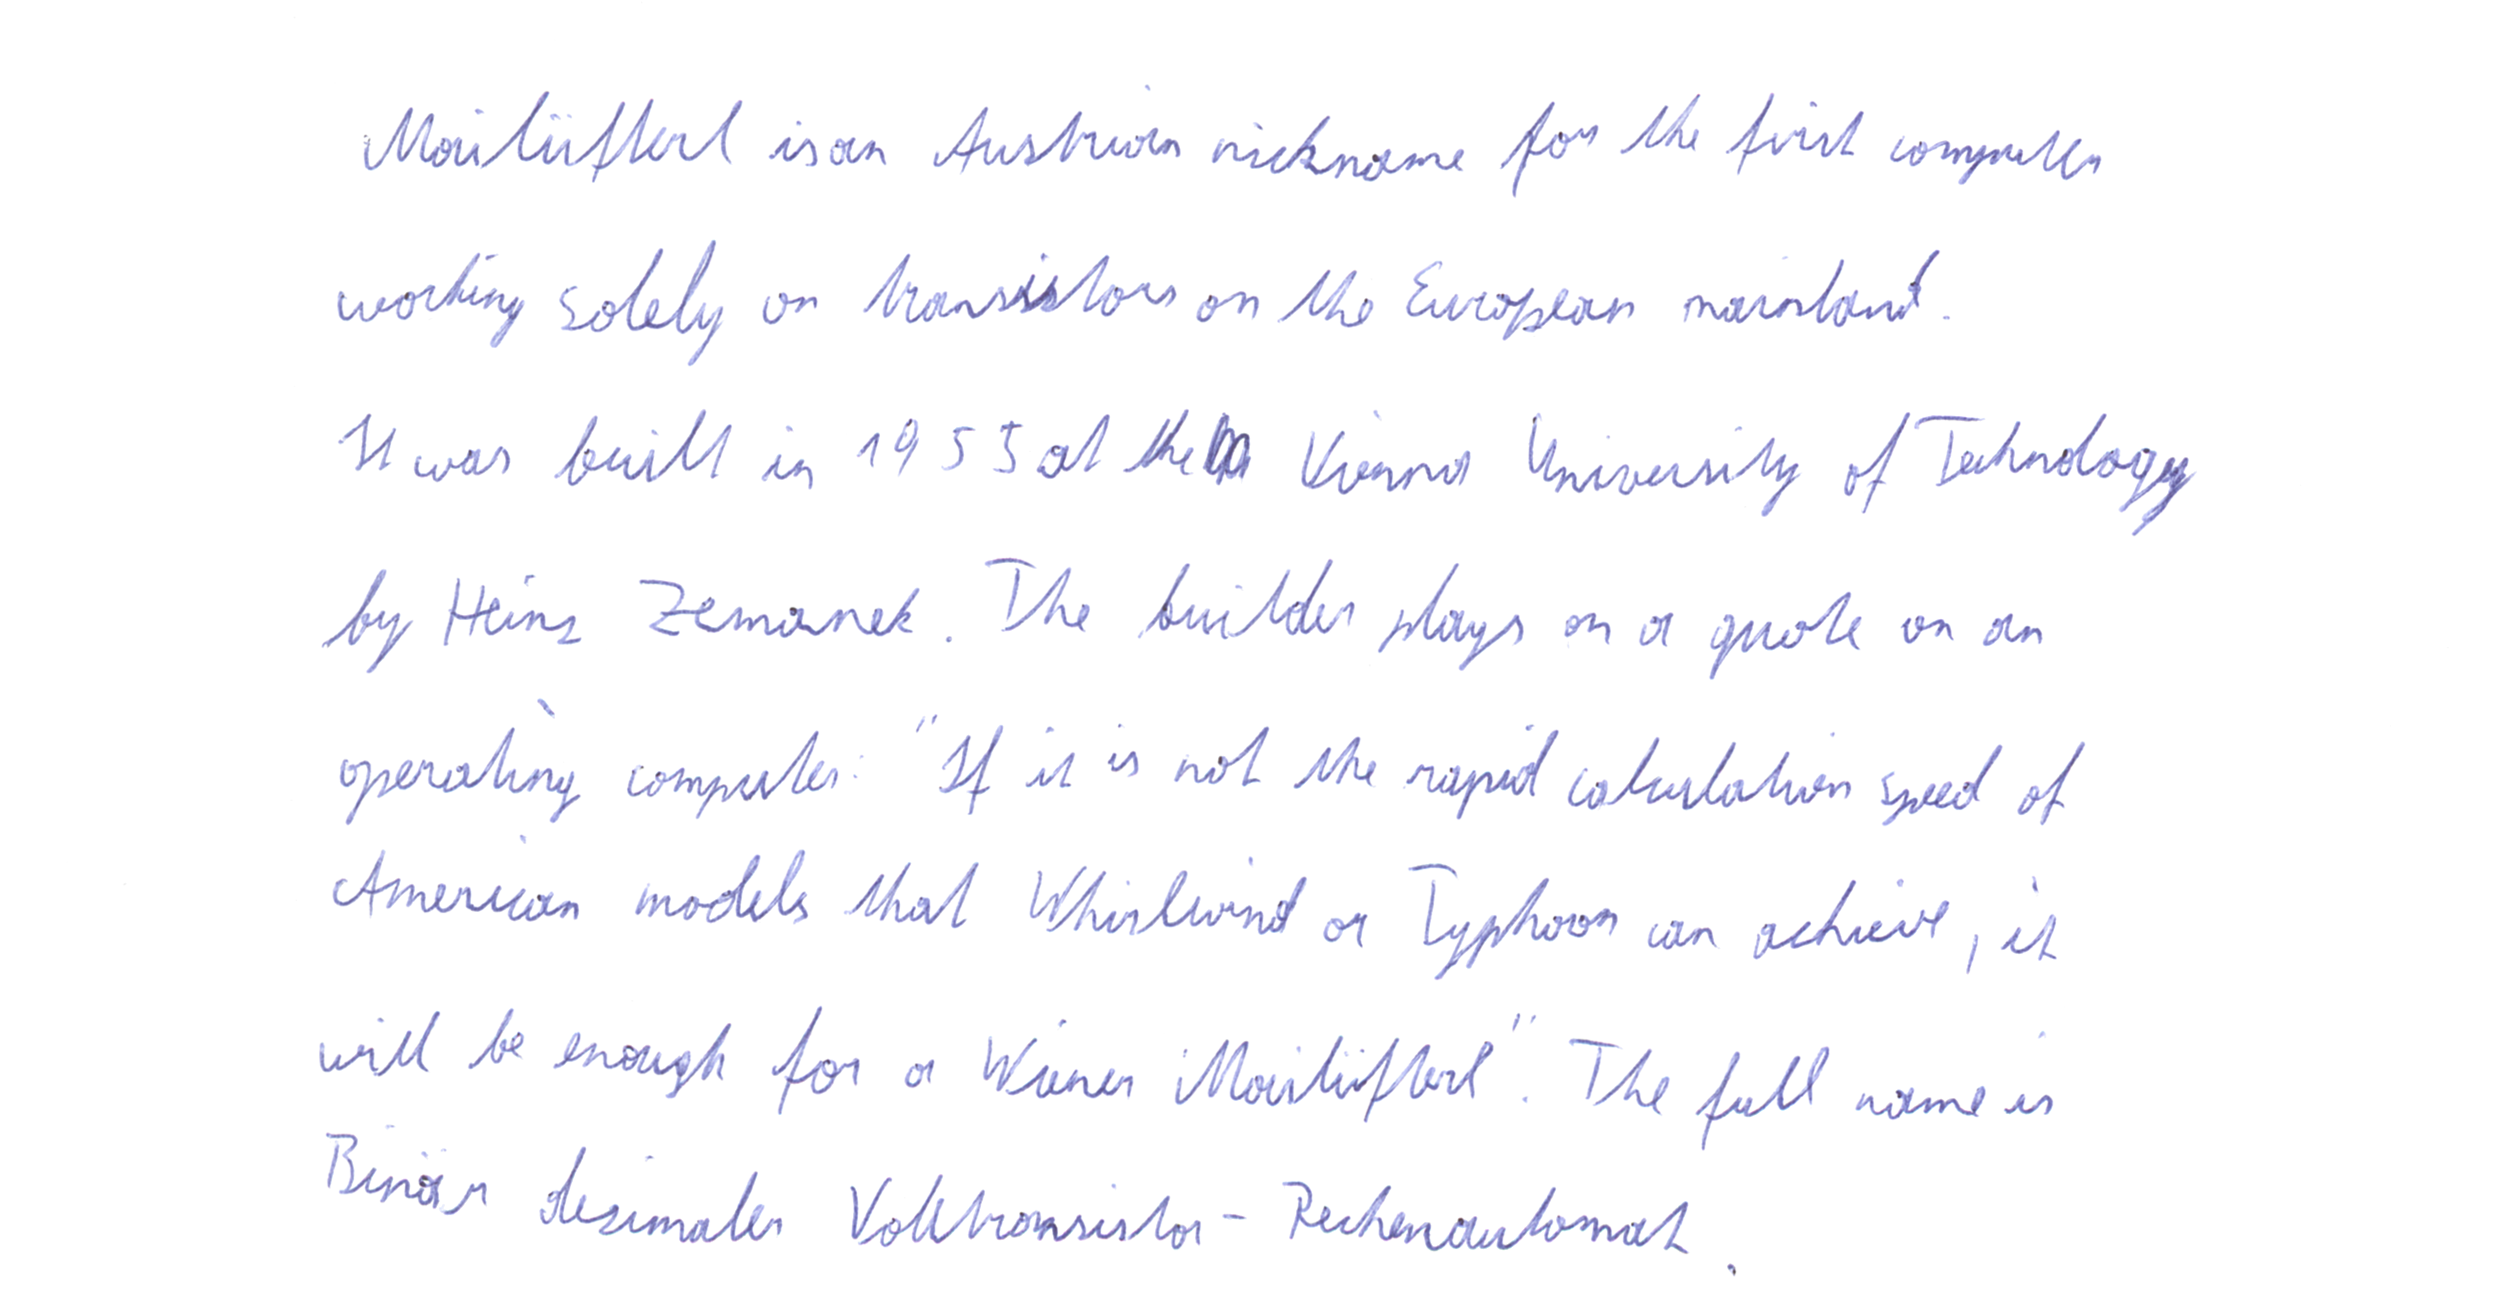 Mailüfterl is an Austrian nickname for the first computer
working solely on transistors on the European mainland.
It was built in 1955 at the Vienna University of Technology
by Heinz Zemanek. The builder plays on a quote on an
operating computer: "If it is not the rapid calculation speed of
American models that Whirlwind or Typhoon can achieve, it
will be enough for a Wiener Mailüfterl". The full name is
Binär dezimaler Volltransistor-Rechenautomat.